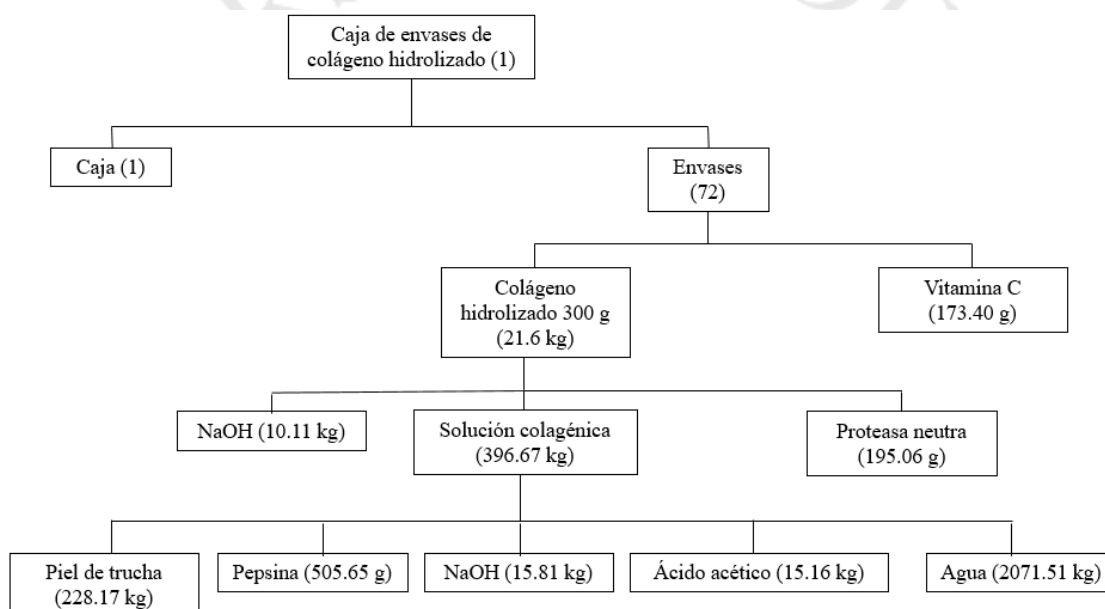 Caja de envases de
colágeno hidrolizado (1)
Caja (1)
Envases
(72)
Colágeno
hidrolizado 300 g
(21.6 kg)
Vitamina C
(173.40 g)
NaOH (10.11 kg)
Solución colagénica
(396.67 kg)
Proteasa neutra
(195.06 g)
Piel de trucha
(228.17 kg)
Pepsina (505.65 g)
NaOH (15.81 kg)
Ácido acético (15.16 kg)
Agua (2071.51 kg)